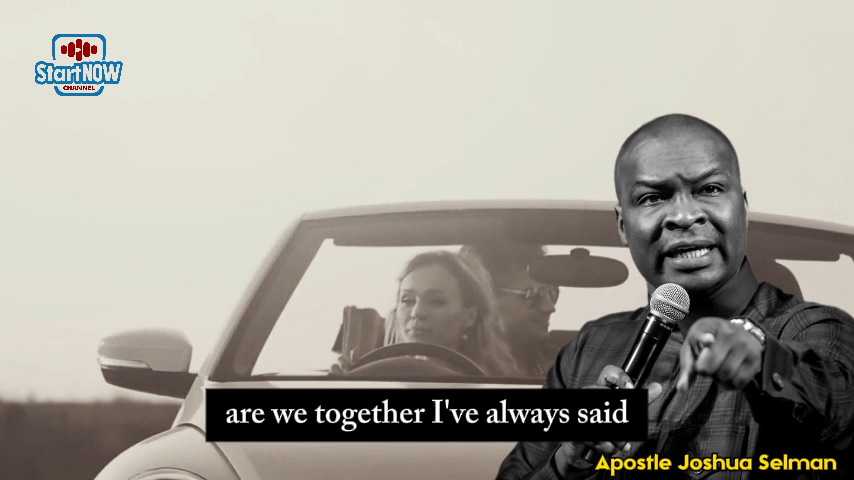 StartNOW
CHANNEL
are we together I've always said
Apostle Joshua Selman